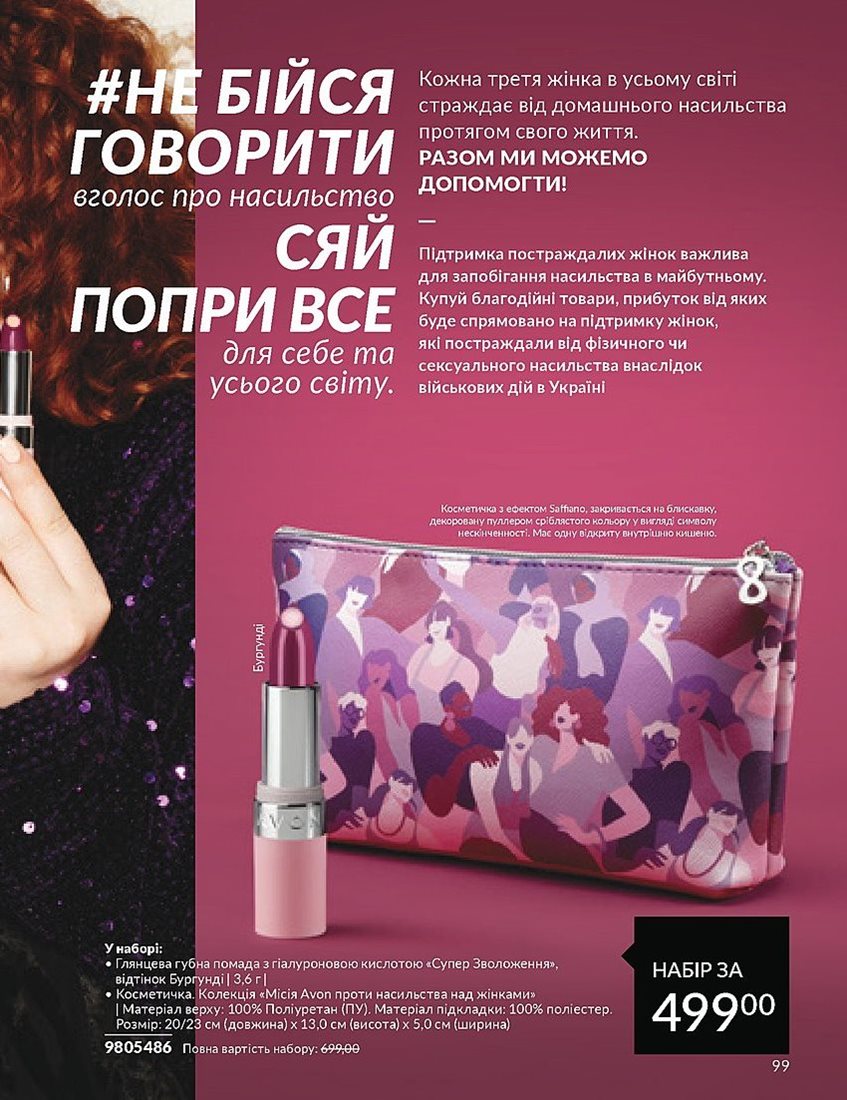 #НЕ БІЙСЯ
ГОВОРИТИ
вголос про насильство
СЯЙ
ПОПРИ ВСЕ
для себе та
усього світу.
Кожна третя жінка в усьому світі
страждає від домашнього насильства
протягом свого життя.
РАЗОМ МИ МОЖЕМО
ДОПОМОГТИ!
—
Підтримка постраждалих жінок важлива
для запобігання насильства в майбутньому.
Купуй благодійні товари, прибуток від яких
буде спрямовано на підтримку жінок,
які постраждали від фізичного чи
сексуального насильства внаслідок
військових дій в Україні
Косметичка з ефектом Saffiano, закривається на блискавку,
декоровану пуллером сріблястого кольору у вигляді символу
нескінченності. Має одну відкриту внутрішню кишеню.
Бургунді
AVON
У наборі:
• Глянцева губна помада з гіалуроновою кислотою «Супер Зволоження»,
відтінок Бургунді | 3,6 г |
• Косметичка. Колекція «Місія Avon проти насильства над жінками»
| Матеріал верху: 100% Поліуретан (ПУ). Матеріал підкладки: 100% поліестер.
Розмір: 20/23 см (довжина) х 13,0 см (висота) х 5,0 см (ширина)
9805486 Повна вартість набору: 699,00
НАБІР ЗА
49900
99